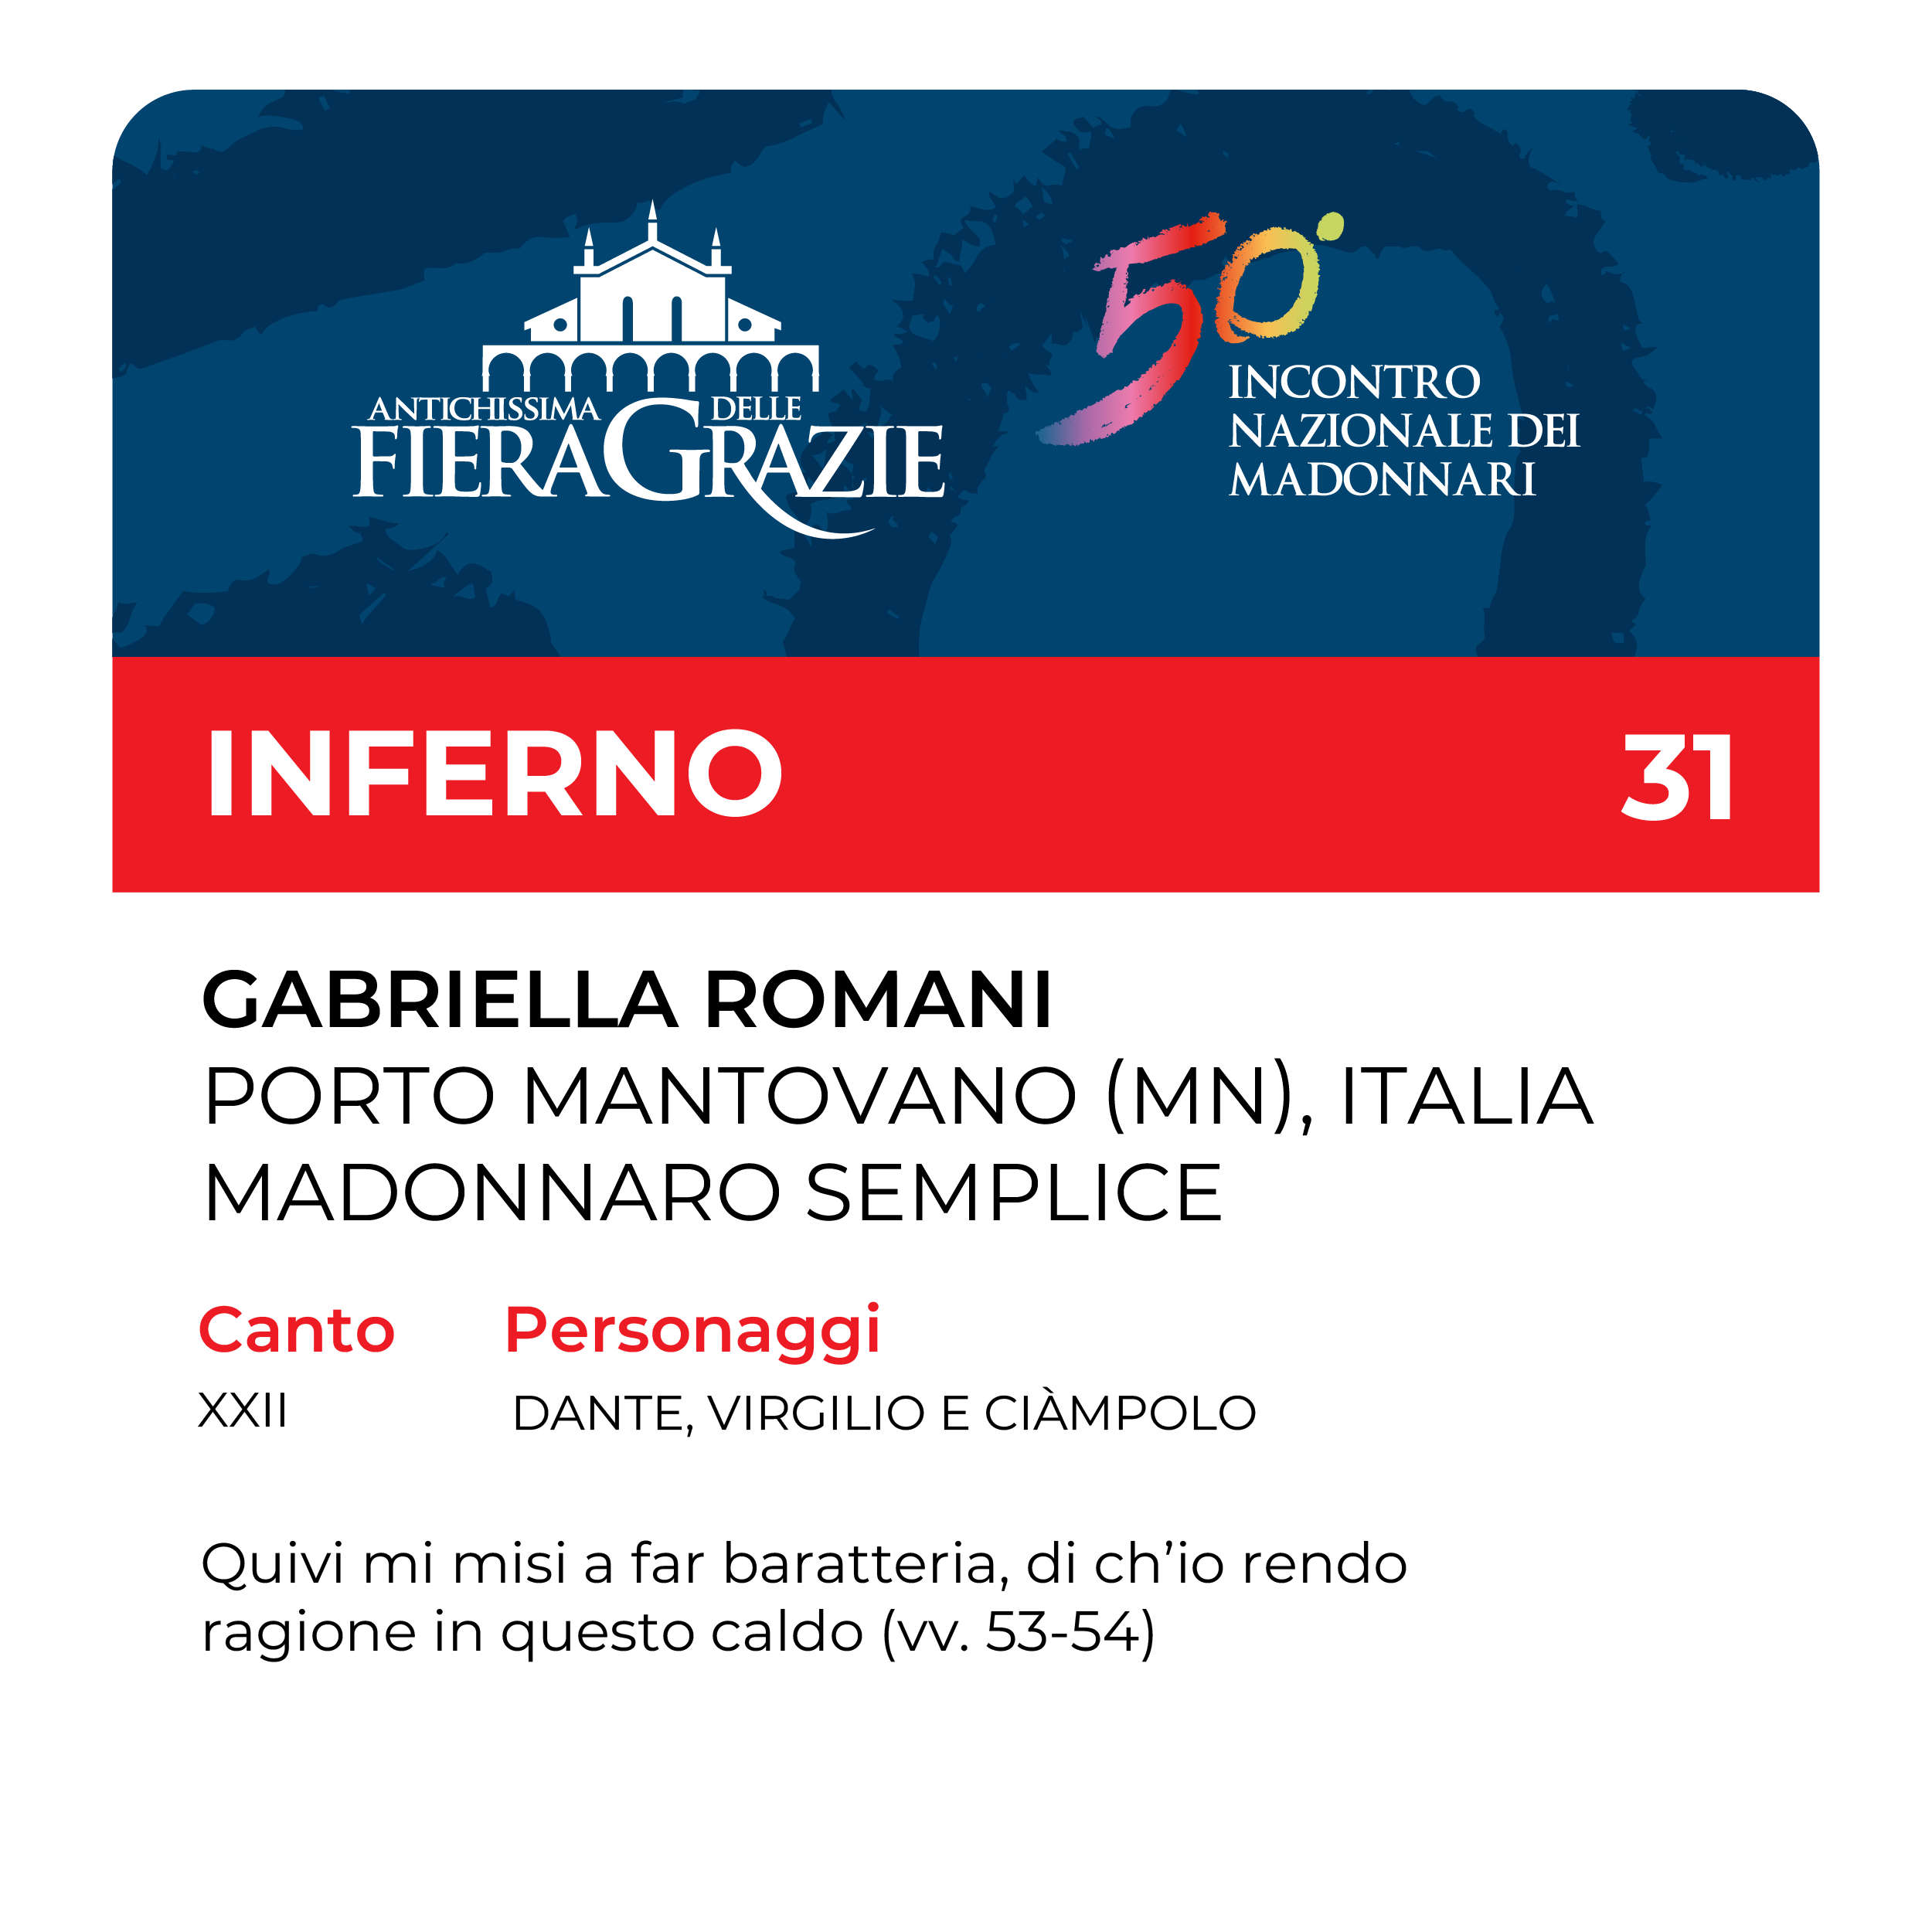 ANTICHISSIMA FIERA DELLE GRAZIE
50°
INCONTRO
NAZIONALE DEI
MADONNARI
INFERNO 31
GABRIELLA ROMANI
PORTO MANTOVANO (MN), ITALIA
MADONNARO SEMPLICE
Canto Personaggi
XXII DANTE, VIRGILIO E CIÀMPOLO
Quivi mi misi a far baratteria, di ch’io rendo
ragione in questo caldo (vv. 53-54)